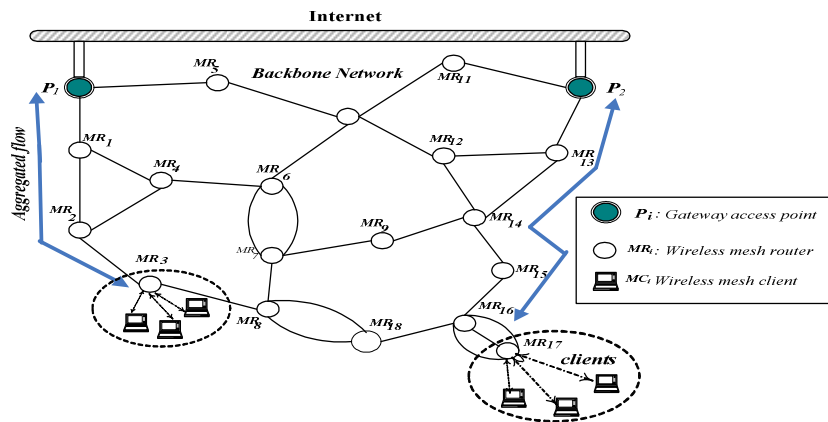 Internet
MR5
Backbone Network
MR11
P1
P2
MR1
MR4
MR6
MR12
MR13
Aggregated flow
MR2
MR9
MR14
MR7
MR3
MR15
MR8
MR18
MR16
MR17
clients
Pi : Gateway access point
MRi : Wireless mesh router
MCi Wireless mesh client